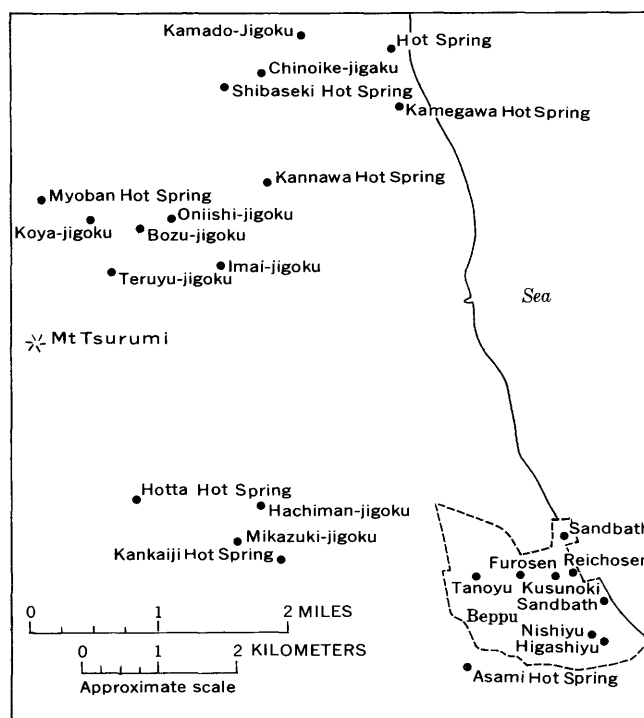 Kamado-Jigoku
Hot Spring
Chinoike-jigaku
Shibaseki Hot Spring
Kamegawa Hot Spring
Kannawa Hot Spring
Myoban Hot Spring
Oniishi-jigoku
Koya-jigoku
Bozu-jigoku
Imai-jigoku
Teruyu-jigoku
Sea
Mt Tsurumi
Hotta Hot Spring
Hachiman-jigoku
Sandbath
Mikazuki-jigoku
Kankaiji Hot Spring
Furosen
Reichosen
Tanoyu
Kusunoki
Sandbath
0 1 2 MILES
Beppu
Nishiyu
Higashiyu
0 1 2 KILOMETERS
Approximate scale
Asami Hot Spring